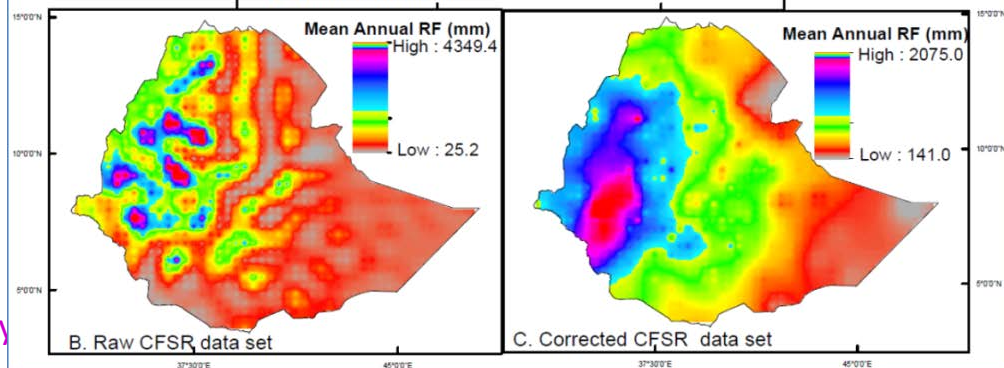 15°0'0"N
10°0'0"N
5°0'0"N
Mean Annual RF (mm)
High : 4349.4
Low : 25.2
B. Raw CFSR data set
37°30'0"E
45°0'0"E
Mean Annual RF (mm)
High : 2075.0
Low : 141.0
C. Corrected CFSR data set
15°0'0"N
10°0'0"N
5°0'0"N
37°30'0"E
45°0'0"E
y